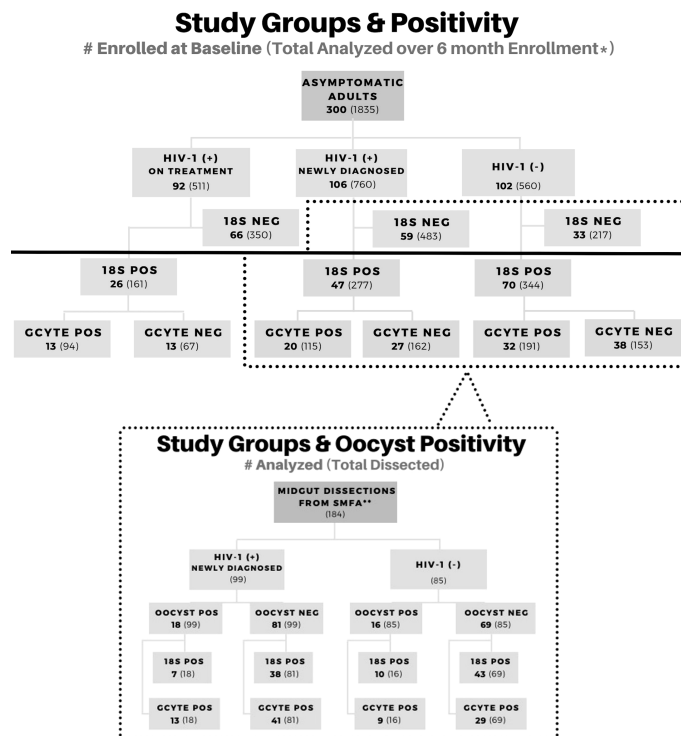 Study Groups & Positivity
# Enrolled at Baseline (Total Analyzed over 6 month Enrollment*)
ASYMPTOMATIC
ADULTS
300 (1835)
HIV-1 (+)
ON TREATMENT
92 (511)
HIV-1 (+)
NEWLY DIAGNOSED
106 (760)
HIV-1 (-)
102 (560)
18S NEG
66 (350)
18S NEG
59 (483)
18S NEG
33 (217)
18S POS
26 (161)
18S POS
47 (277)
18S POS
70 (344)
GCYTE POS
13 (94)
GCYTE NEG
13 (67)
GCYTE POS
20 (115)
GCYTE NEG
27 (162)
GCYTE POS
32 (191)
GCYTE NEG
38 (153)
Study Groups & Oocyst Positivity
# Analyzed (Total Dissected)
MIDGUT DISSECTIONS
FROM SMFA**
(184)
HIV-1 (+)
NEWLY DIAGNOSED
(99)
HIV-1 (-)
(85)
OOCYST POS
18 (99)
OOCYST NEG
81 (99)
OOCYST POS
16 (85)
OOCYST NEG
69 (85)
18S POS
7 (18)
18S POS
38 (81)
18S POS
10 (16)
18S POS
43 (69)
GCYTE POS
13 (18)
GCYTE POS
41 (81)
GCYTE POS
9 (16)
GCYTE POS
29 (69)